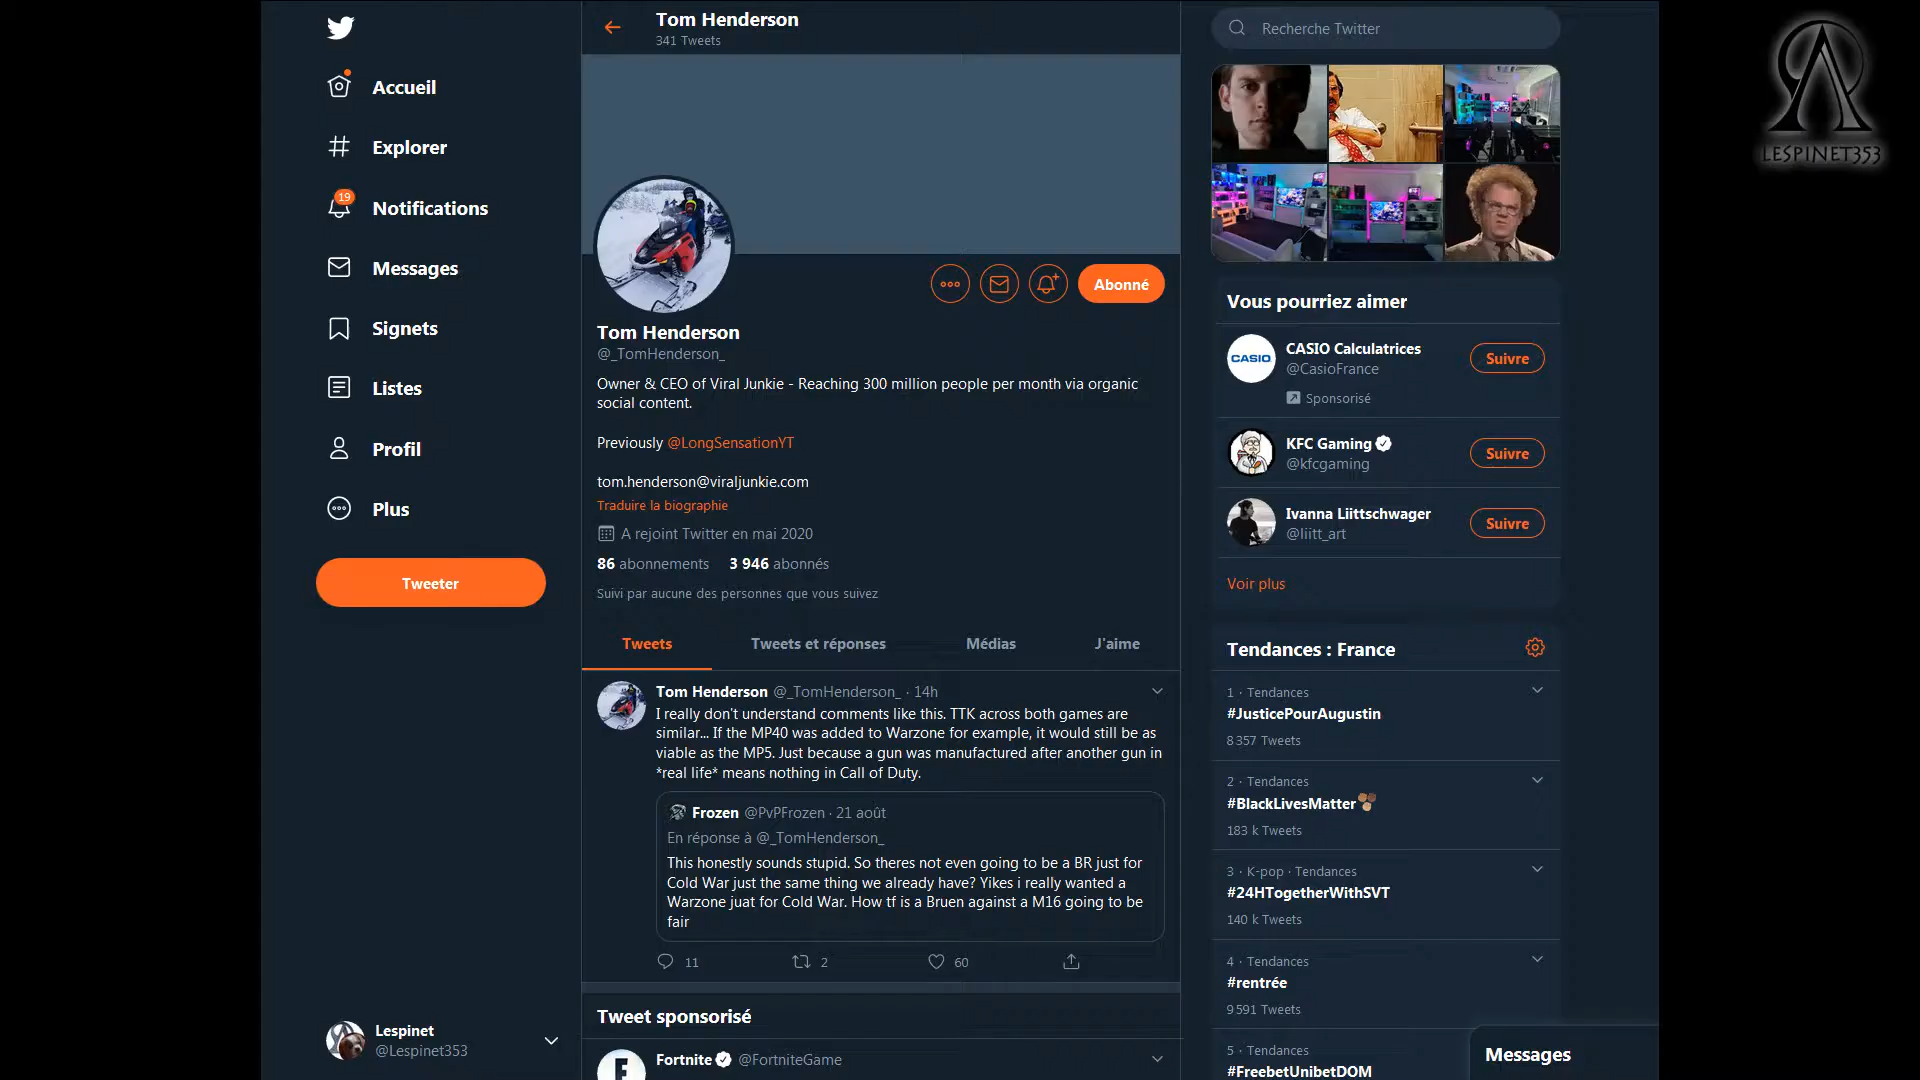 Accueil
Explorer
19
Notifications
Messages
Signets
Listes
Profil
Plus
Tweeter
Lespinet
@Lespinet353
Tom Henderson
341 Tweets
Abonné
Tom Henderson
@_TomHenderson_
Owner & CEO of Viral Junkie - Reaching 300 million people per month via organic
social content.
Previously @LongSensationYT
tom.henderson@viraljunkie.com
Traduire la biographie
A rejoint Twitter en mai 2020
86 abonnements 3 946 abonnés
Suivi par aucune des personnes que vous suivez
Tweets Tweets et réponses Médias J'aime
Tom Henderson @_TomHenderson_ · 14h
I really don't understand comments like this. TTK across both games are
similar... If the MP40 was added to Warzone for example, it would still be as
viable as the MP5. Just because a gun was manufactured after another gun in
*real life* means nothing in Call of Duty.
Frozen @PvPFrozen · 21 août
En réponse à @_TomHenderson_
This honestly sounds stupid. So theres not even going to be a BR just for
Cold War just the same thing we already have? Yikes i really wanted a
Warzone juat for Cold War. How tf is a Bruen against a M16 going to be
fair
11 2 60
Tweet sponsorisé
Fortnite @FortniteGame
F
Recherche Twitter
Vous pourriez aimer
CASIO
CASIO Calculatrices
@CasioFrance
Suivre
Sponsorisé
KFC Gaming
@kfcgaming
Suivre
Ivanna Liittschwager
@liitt_art
Suivre
Voir plus
Tendances : France
1 · Tendances
#JusticePourAugustin
8 357 Tweets
2 · Tendances
#BlackLivesMatter
183 k Tweets
3 · K-pop · Tendances
#24HTogetherWithSVT
140 k Tweets
4 · Tendances
#rentrée
9 591 Tweets
5 · Tendances
#FreebetUnibetDOM
Messages
LESPINET353